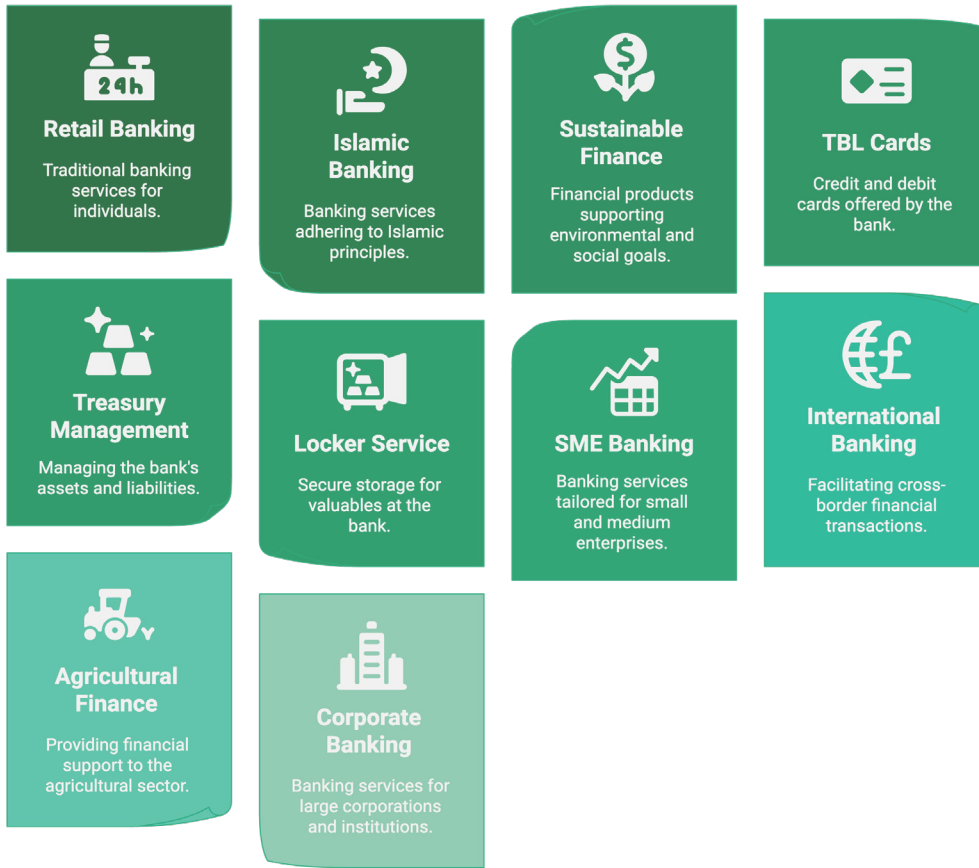 24h
Retail Banking
Traditional banking
services for
individuals.
Islamic
Banking
Banking services
adhering to Islamic
principles.
$
Sustainable
Finance
Financial products
supporting
environmental and
social goals.
TBL Cards
Credit and debit
cards offered by the
bank.
Treasury
Management
Managing the bank's
assets and liabilities.
Locker Service
Secure storage for
valuables at the
bank.
SME Banking
Banking services
tailored for small
and medium
enterprises.
£
International
Banking
Facilitating cross-
border financial
transactions.
Agricultural
Finance
Providing financial
support to the
agricultural sector.
Corporate
Banking
Banking services for
large corporations
and institutions.